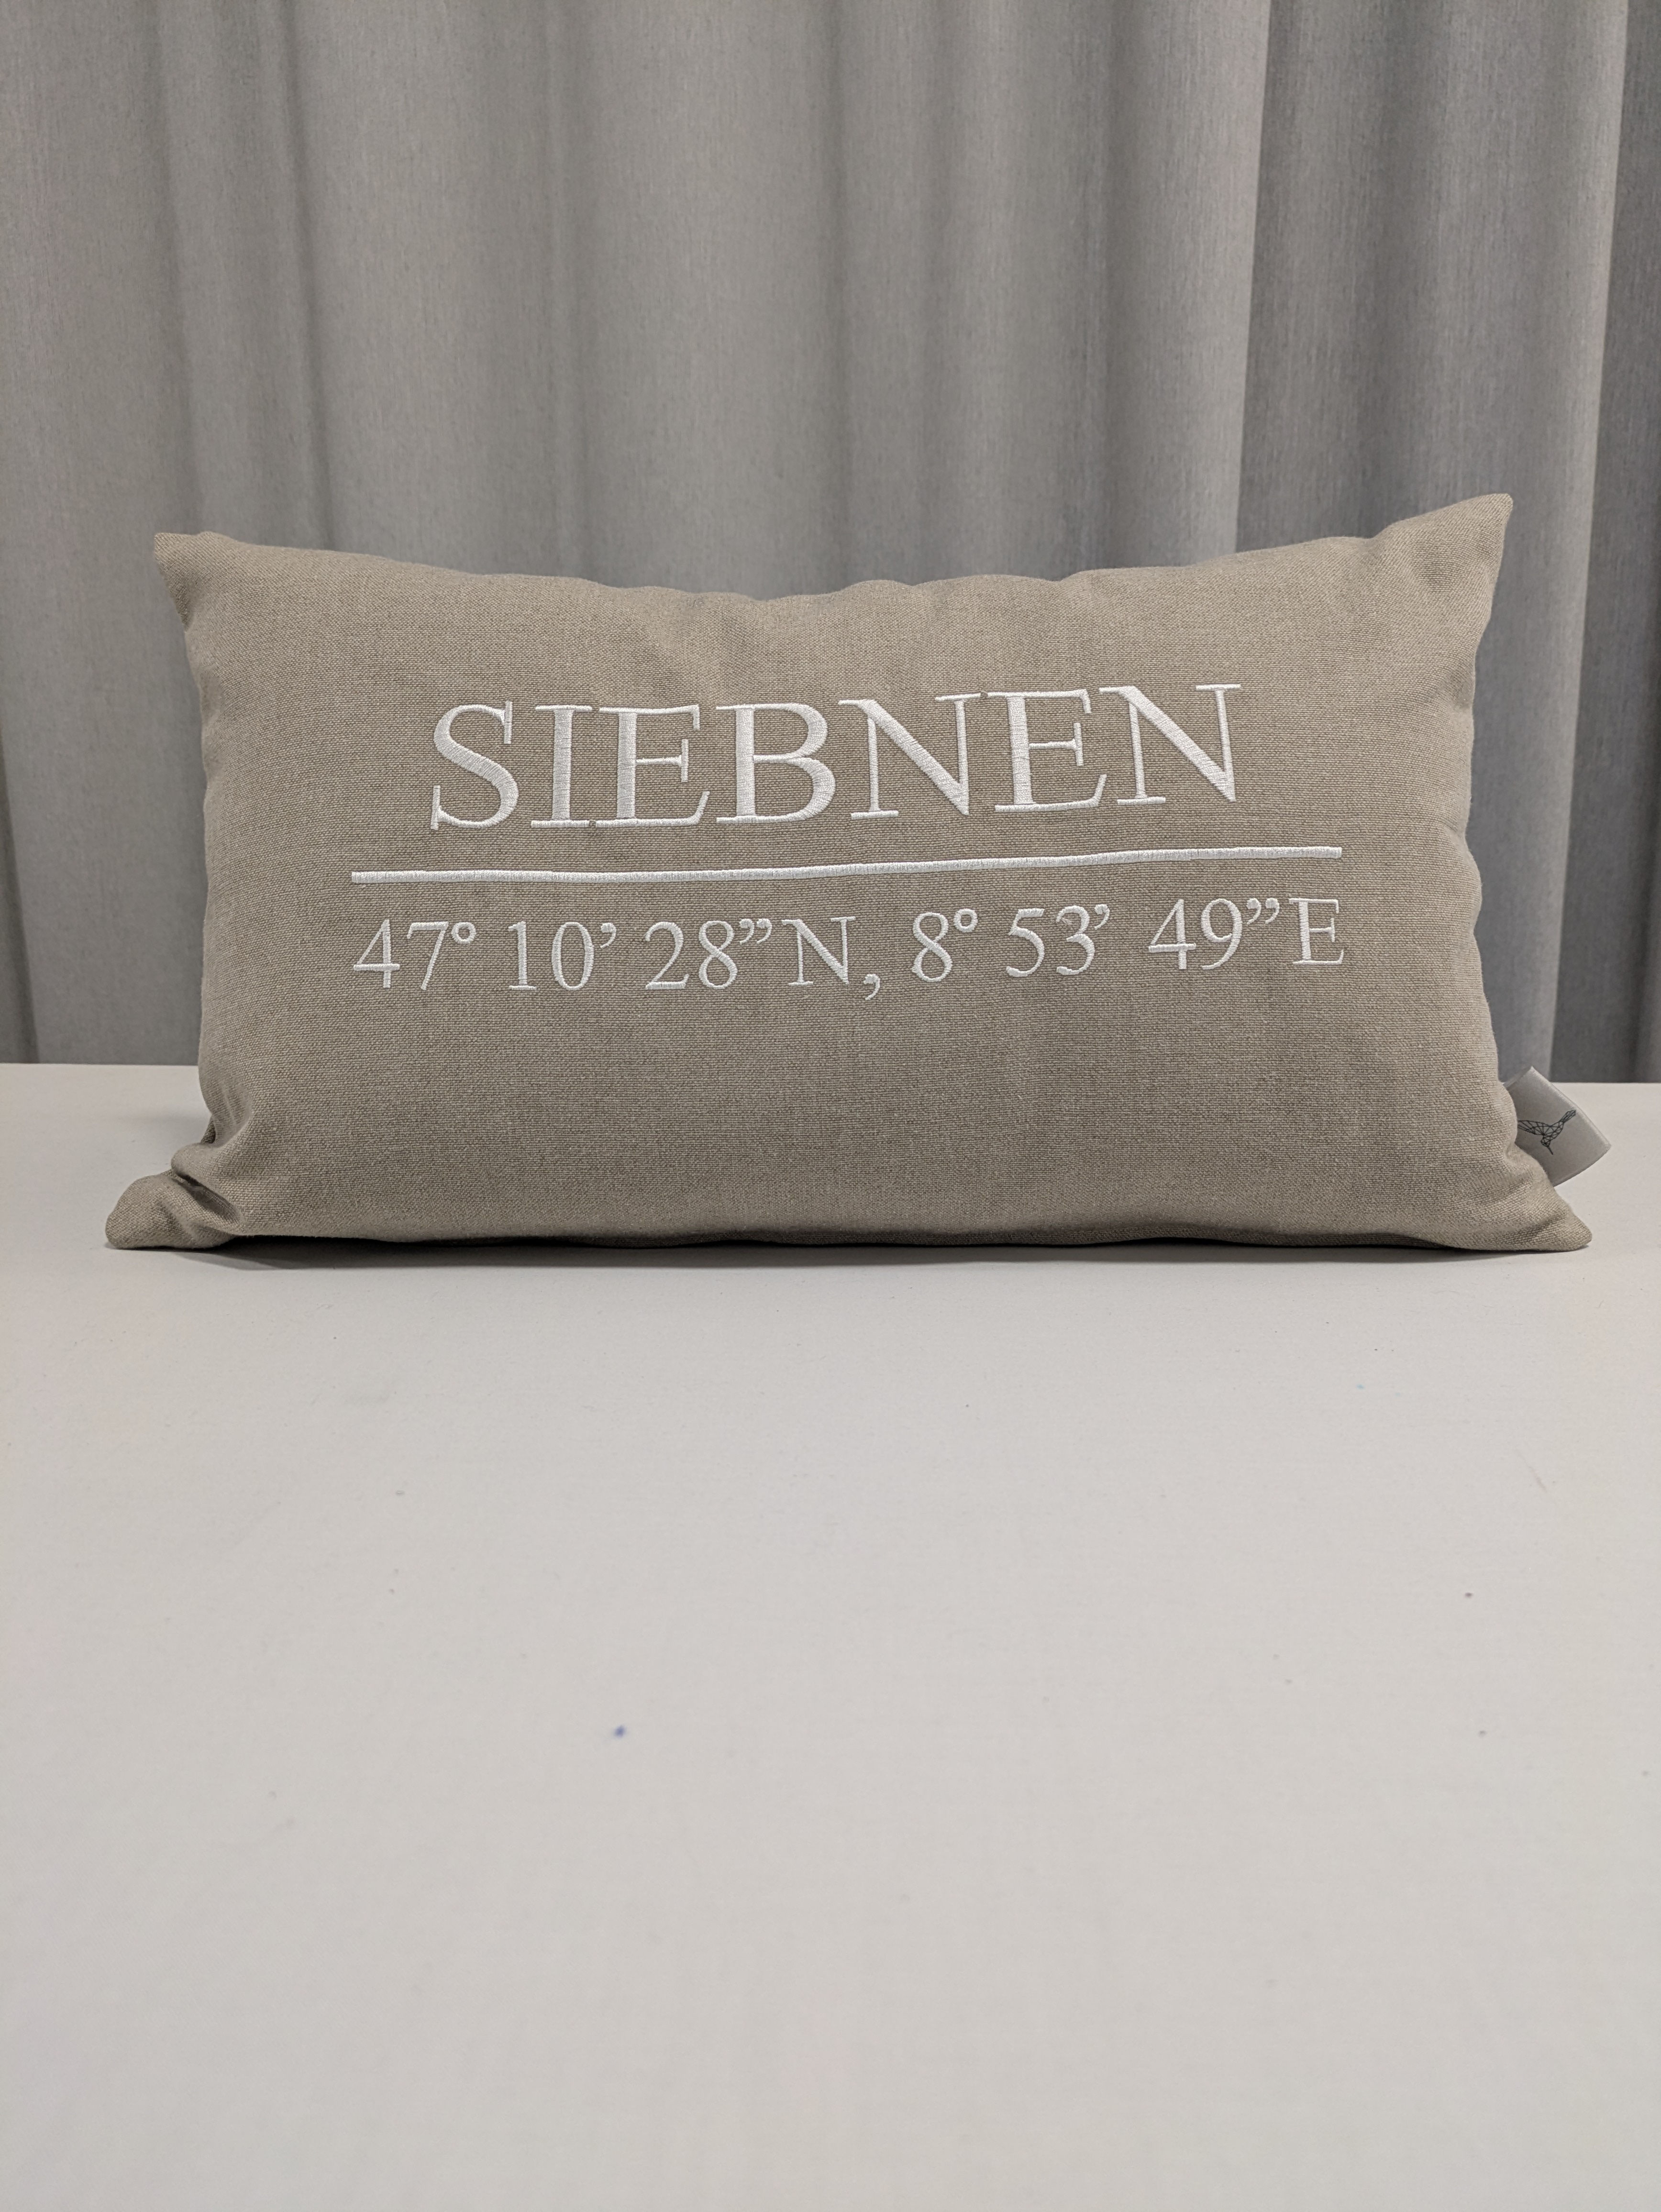 SIEBNEN
47° 10’ 28” N, 8° 53’ 49” E